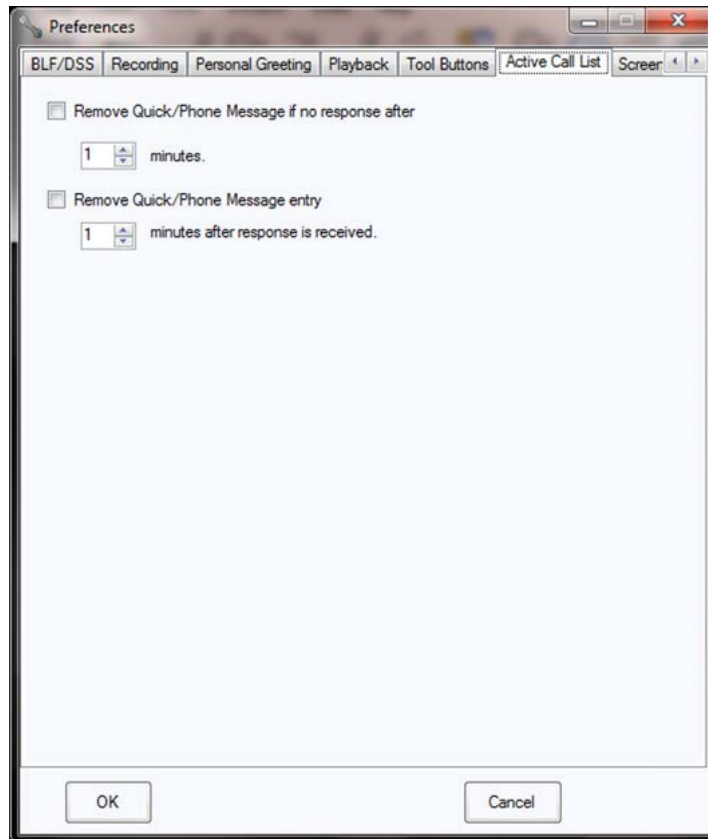 Preferences
BLF/DSS Recording Personal Greeting Playback Tool Buttons Active Call List Screen
Remove Quick/Phone Message if no response after
1 minutes.
Remove Quick/Phone Message entry
1 minutes after response is received.
OK Cancel